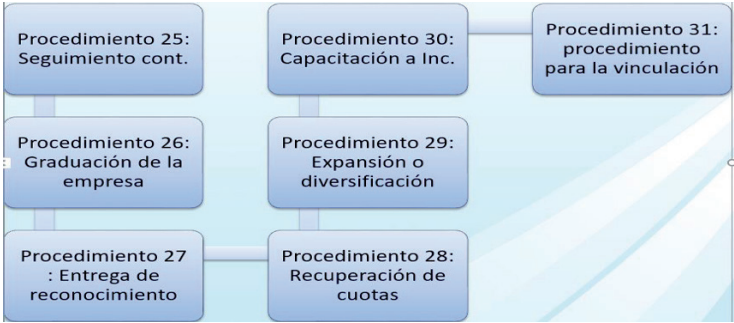 Procedimiento 25:
Seguimiento cont.
Procedimiento 26:
Graduación de la
empresa
Procedimiento 27
: Entrega de
reconocimiento
Procedimiento 28:
Recuperación de
cuotas
Procedimiento 29:
Expansión o
diversificación
Procedimiento 30:
Capacitación a Inc.
Procedimiento 31:
procedimiento
para la vinculación